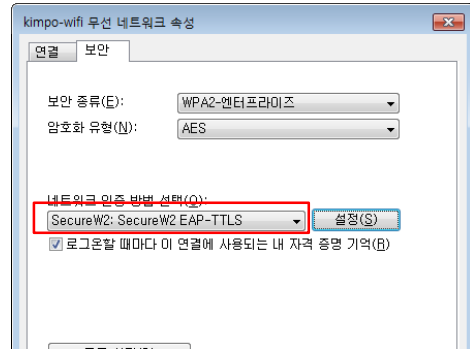 kimpo-wifi 무선 네트워크 속성
연결 보안
보안 종류(E): WPA2-엔터프라이즈
암호화 유형(N): AES
네트워크 인증 방법 선택(O):
SecureW2: SecureW2 EAP-TTLS 설정(S)
로그온할 때마다 이 연결에 사용되는 내 자격 증명 기억(R)